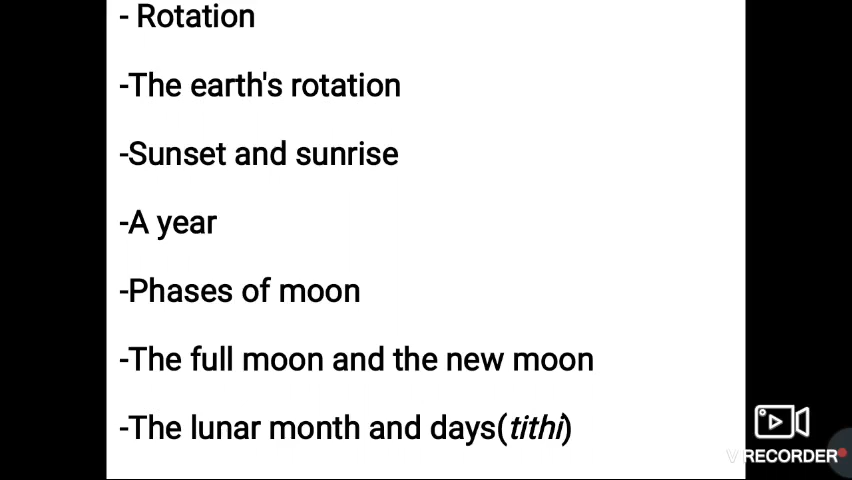 - Rotation
-The earth's rotation
-Sunset and sunrise
-A year
-Phases of moon
-The full moon and the new moon
-The lunar month and days(tithi)
V RECORDER